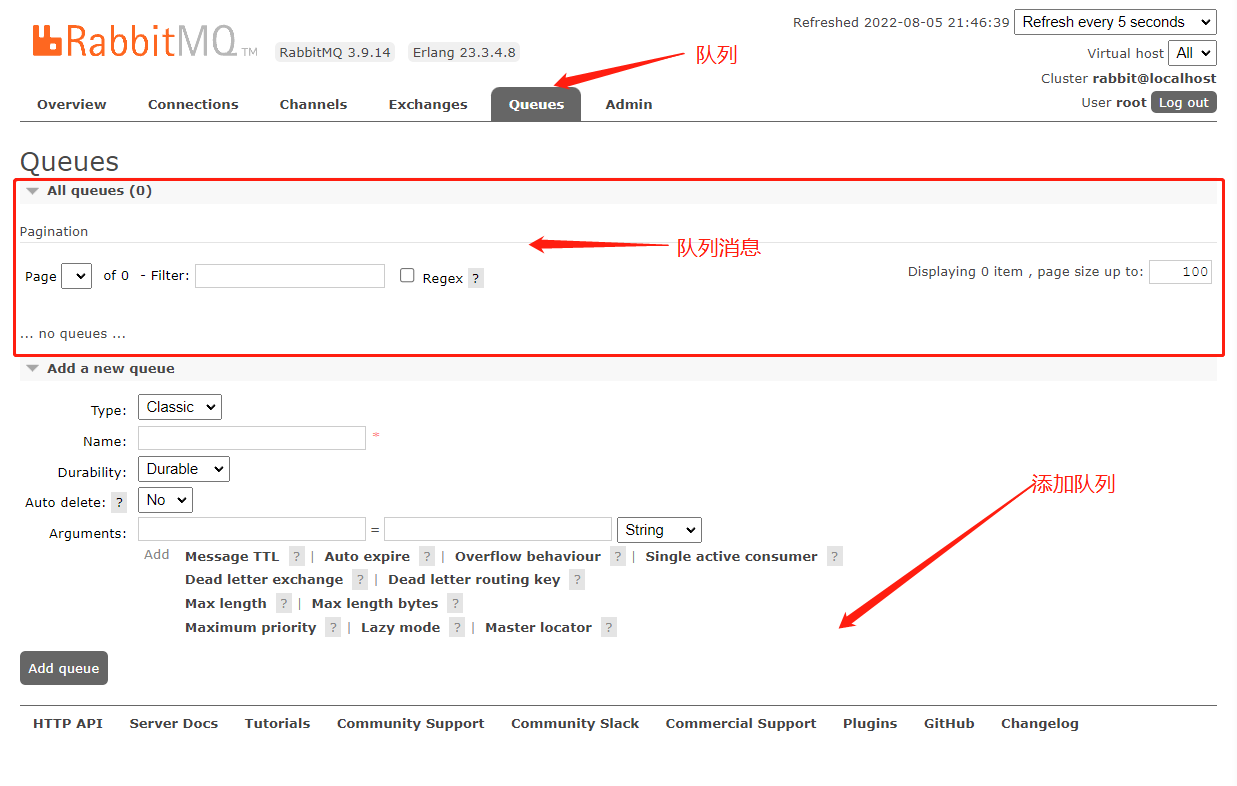 Refreshed 2022-08-05 21:46:39 Refresh every 5 seconds
RabbitMQ TM RabbitMQ 3.9.14 Erlang 23.3.4.8
队列
Virtual host All
Cluster rabbit@localhost
User root Log out
Overview Connections Channels Exchanges Queues Admin
Queues
All queues (0)
Pagination
队列消息
Page of 0 - Filter: Regex ? Displaying 0 item , page size up to: 100
... no queues ...
Add a new queue
Type: Classic
Name: *
Durability: Durable
添加队列
Auto delete: ? No
Arguments: = String
Add Message TTL ? | Auto expire ? | Overflow behaviour ? | Single active consumer ?
Dead letter exchange ? | Dead letter routing key ?
Max length ? | Max length bytes ?
Maximum priority ? | Lazy mode ? | Master locator ?
Add queue
HTTP API Server Docs Tutorials Community Support Community Slack Commercial Support Plugins GitHub Changelog